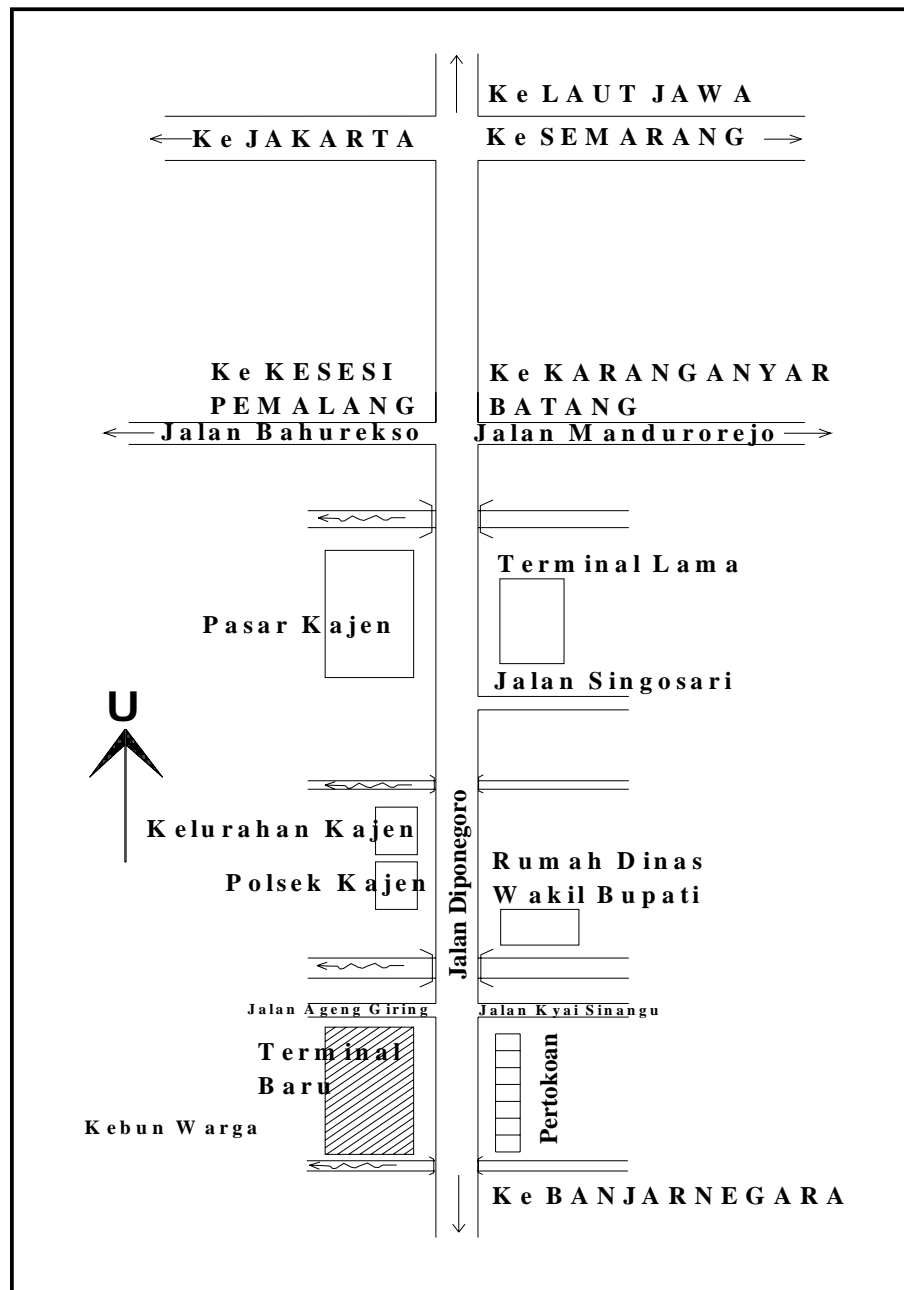 Ke LAUT JAWA
Ke JAKARTA
Ke SEMARANG
Ke KESESI
PEMALANG
Ke KARANGANYAR
BATANG
Jalan Bahurekso
Jalan Mandurorejo
Terminal Lama
Pasar Kajen
Jalan Singosari
U
Kelurahan Kajen
Polsek Kajen
Jalan Diponegoro
Rumah Dinas
Wakil Bupati
Jalan Ageng Giring
Jalan Kyai Sinangu
Terminal
Baru
Pertokoan
Kebun Warga
Ke BANJARNEGARA